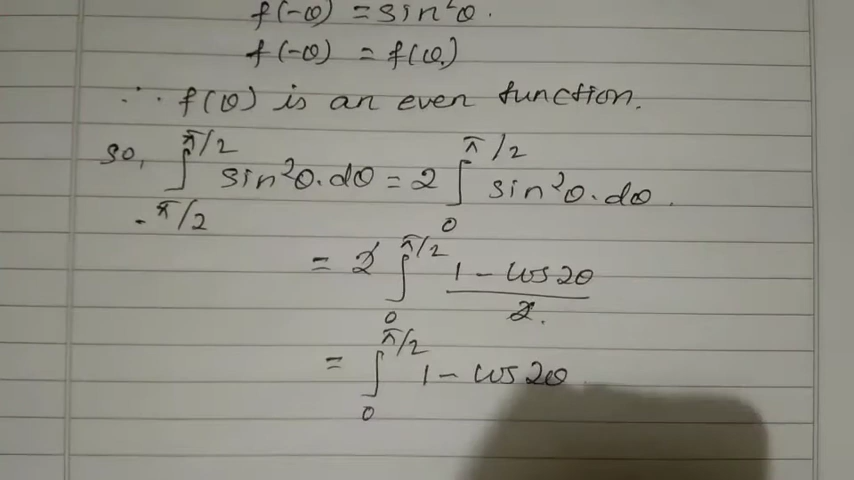 f(-θ) = sin²θ.
f(-θ) = f(θ.)
∴ f(θ) is an even function.
so, ∫_{-π/2}^{π/2} sin²θ.dθ = 2 ∫_0^{π/2} sin²θ.dθ.
= 2 ∫_0^{π/2} (1 - cos2θ)/2.
= ∫_0^{π/2} 1 - cos2θ